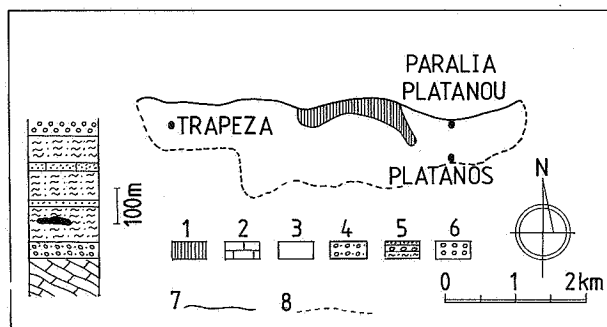 PARALIA
PLATANOU
TRAPEZA
PLATANOS
N
100m
1 2 3 4 5 6
0 1 2km
7 8